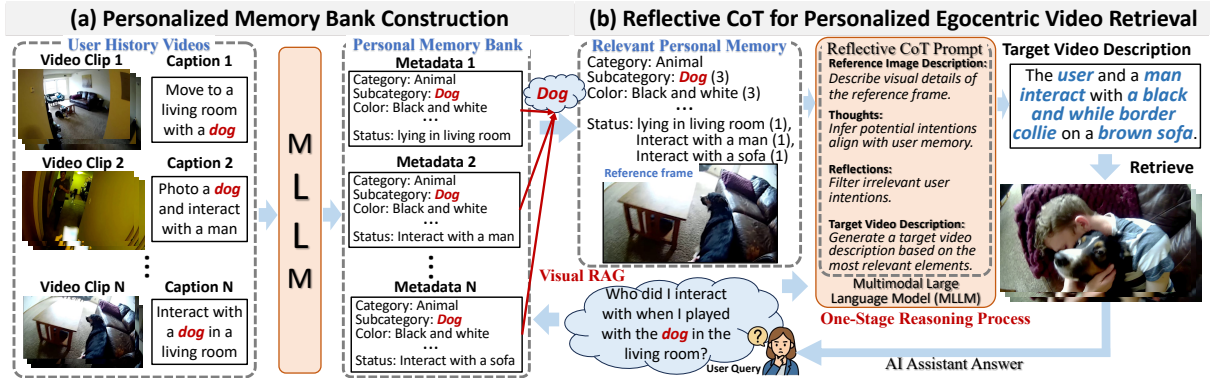 (a) Personalized Memory Bank Construction
User History Videos
Video Clip 1
Caption 1
Move to a
living room
with a dog
Video Clip 2
Caption 2
Photo a dog
and interact
with a man
Video Clip N
Caption N
Interact with
a dog in a
living room
M
L
L
M
Personal Memory Bank
Metadata 1
Category: Animal
Subcategory: Dog
Color: Black and white
...
Status: lying in living room
Metadata 2
Category: Animal
Subcategory: Dog
Color: Black and white
...
Status: Interact with a man
Metadata N
Category: Animal
Subcategory: Dog
Color: Black and white
...
Status: Interact with a sofa
Dog
(b) Reflective CoT for Personalized Egocentric Video Retrieval
Relevant Personal Memory
Category: Animal
Subcategory: Dog (3)
Color: Black and white (3)
...
Status: lying in living room (1),
Interact with a man (1),
Interact with a sofa (1)
Reference frame
Visual RAG
Who did I interact
with when I played
with the dog in the
living room?
?
User Query
Reflective CoT Prompt
Reference Image Description:
Describe visual details of
the reference frame.
Thoughts:
Infer potential intentions
align with user memory.
Reflections:
Filter irrelevant user
intentions.
Target Video Description:
Generate a target video
description based on the
most relevant elements.
Multimodal Large
Language Model (MLLM)
One-Stage Reasoning Process
Target Video Description
The user and a man
interact with a black
and while border
collie on a brown sofa.
Retrieve
AI Assistant Answer